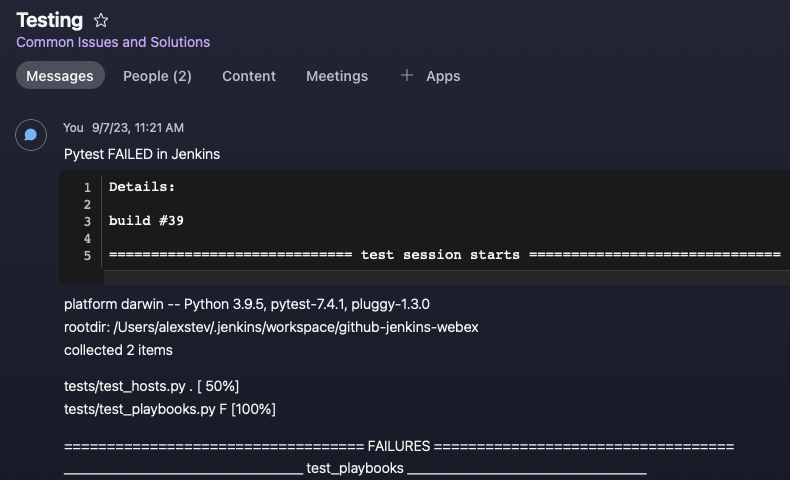 Testing
Common Issues and Solutions
Messages People (2) Content Meetings + Apps
You 9/7/23, 11:21 AM
Pytest FAILED in Jenkins
1 Details:
2
3 build #39
4
5 ============================= test session starts ==============================
platform darwin -- Python 3.9.5, pytest-7.4.1, pluggy-1.3.0
rootdir: /Users/alexstev/.jenkins/workspace/github-jenkins-webex
collected 2 items
tests/test_hosts.py . [ 50%]
tests/test_playbooks.py F [100%]
=================================== FAILURES ===================================
________________________________ test_playbooks ________________________________